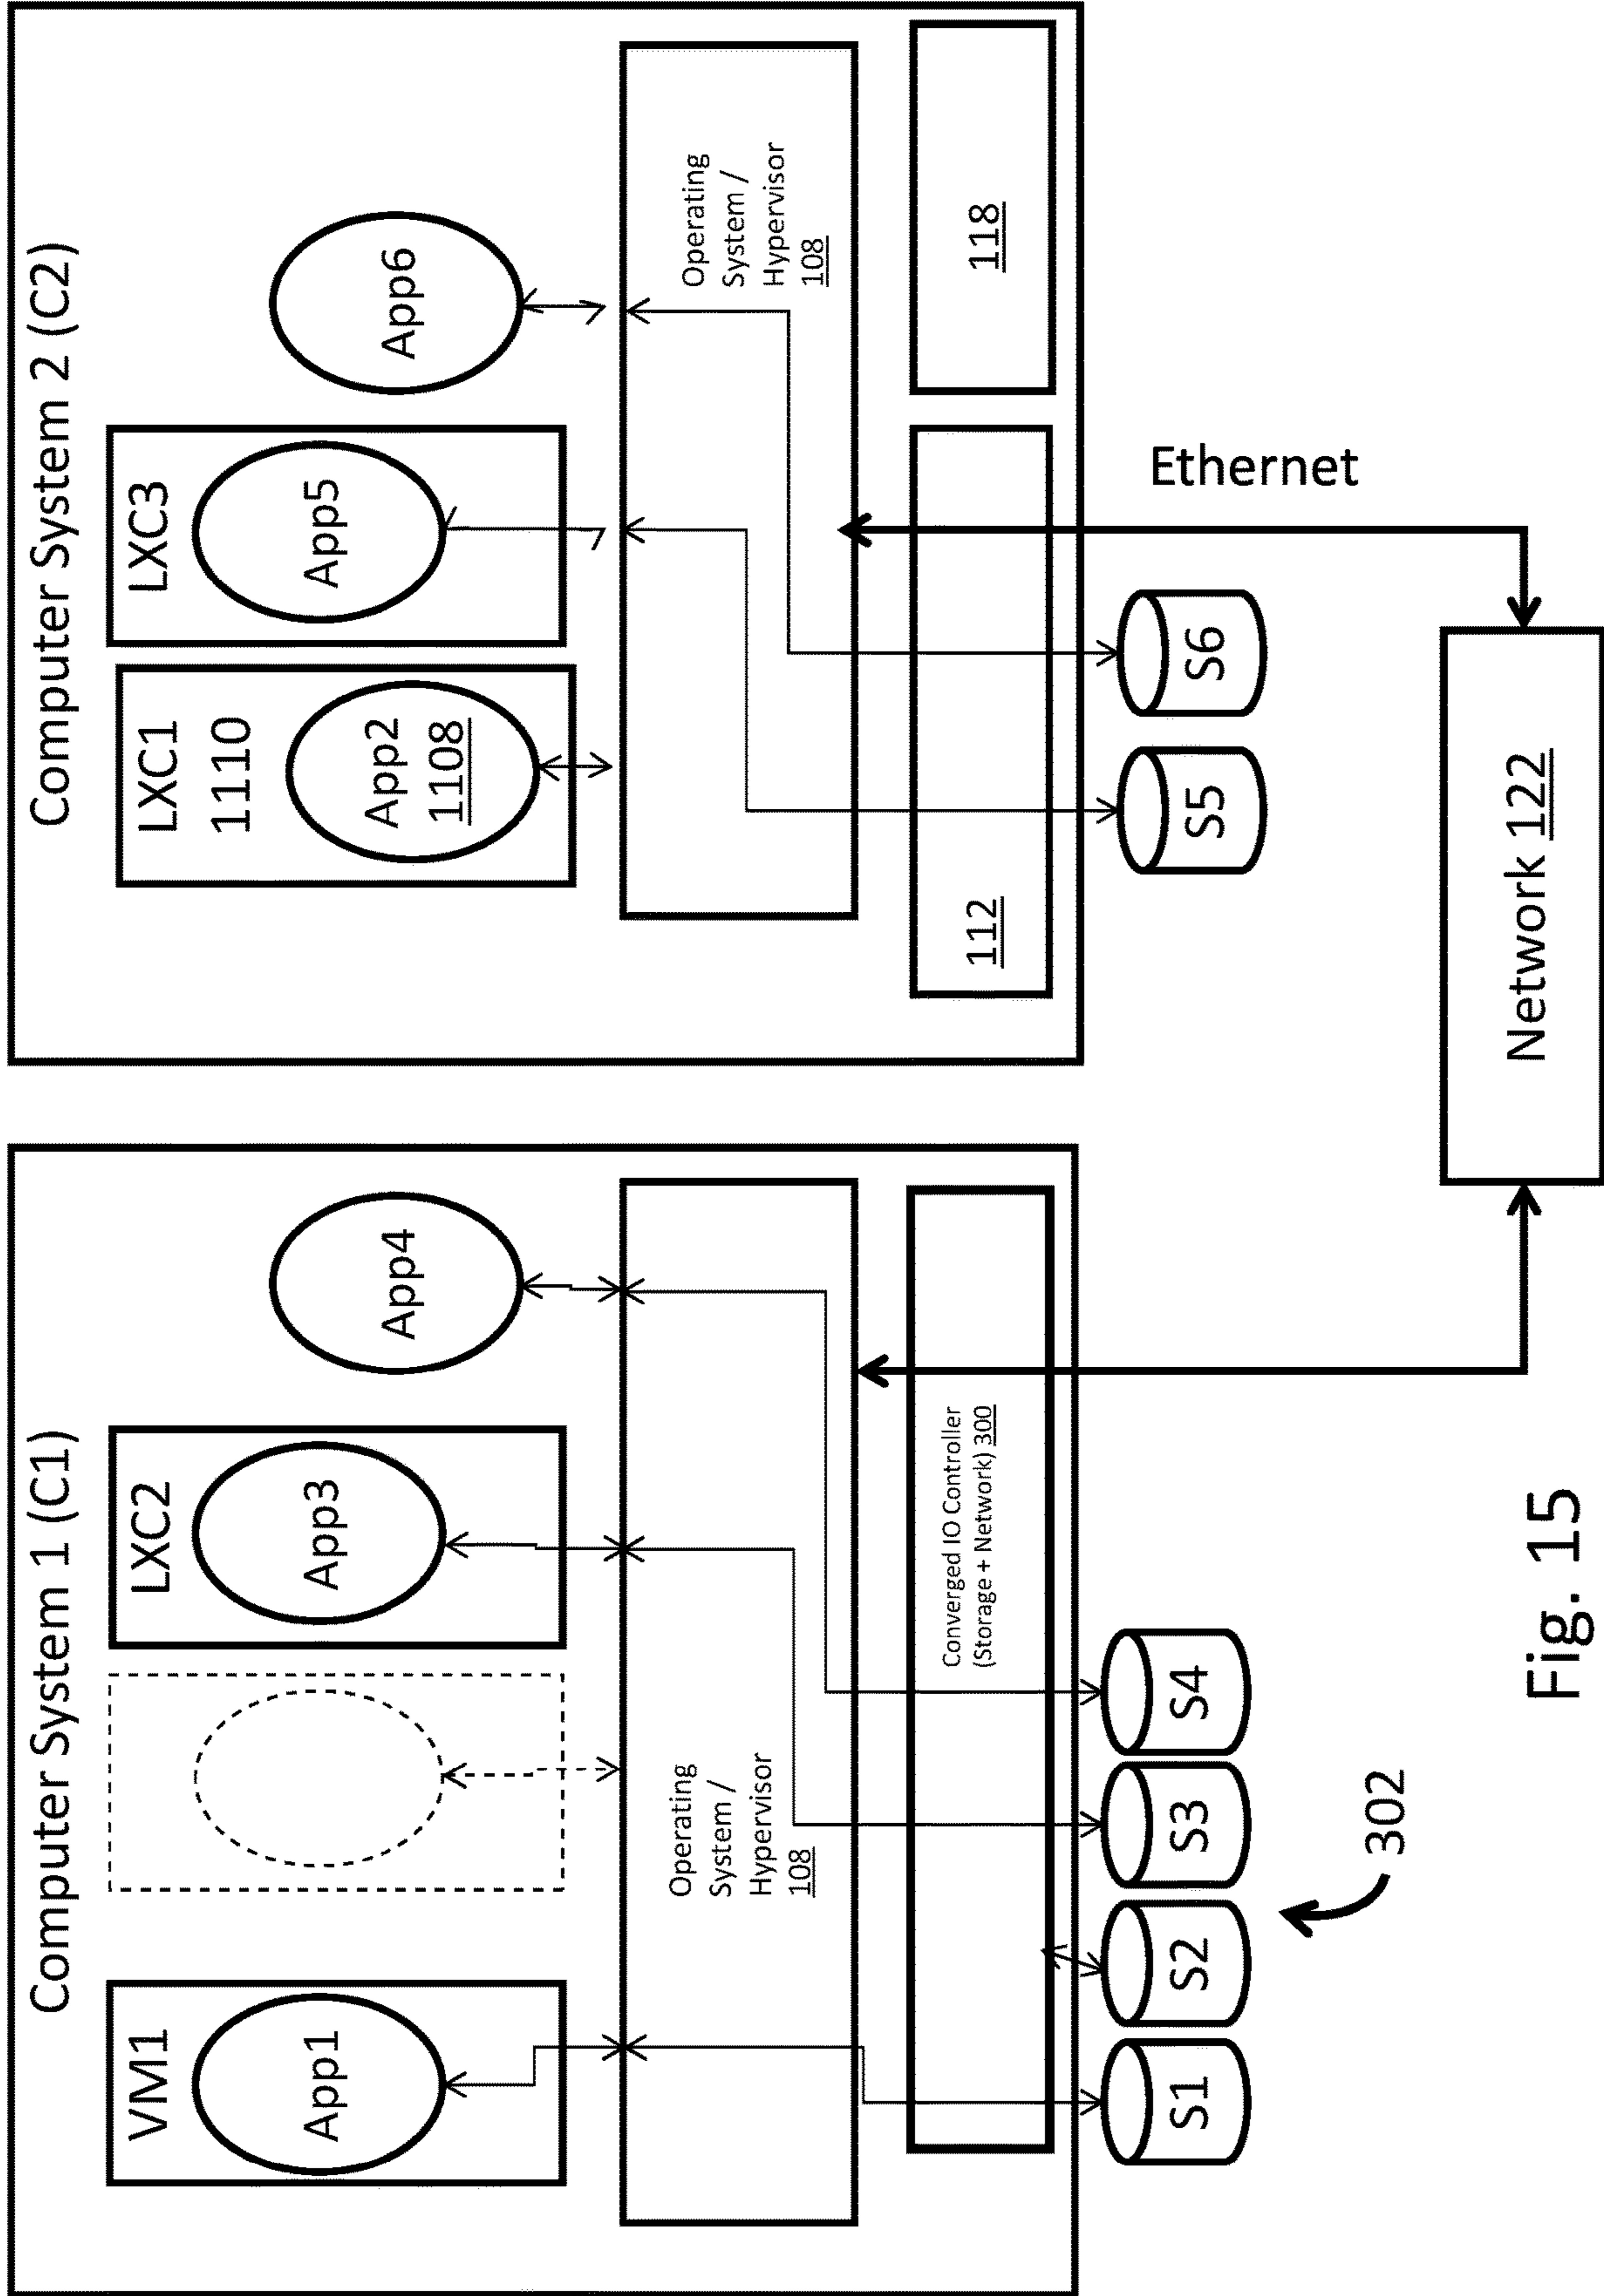 Computer System 1 (C1)
VM1
App1
LXC2
App3
App4
Operating
System /
Hypervisor
108
Converged IO Controller
(Storage + Network) 300
S1
S2
S3
S4
302
Computer System 2 (C2)
LXC1
1110
App2
1108
LXC3
App5
App6
Operating
System /
Hypervisor
108
112
118
S5
S6
Ethernet
Network 122
Fig. 15